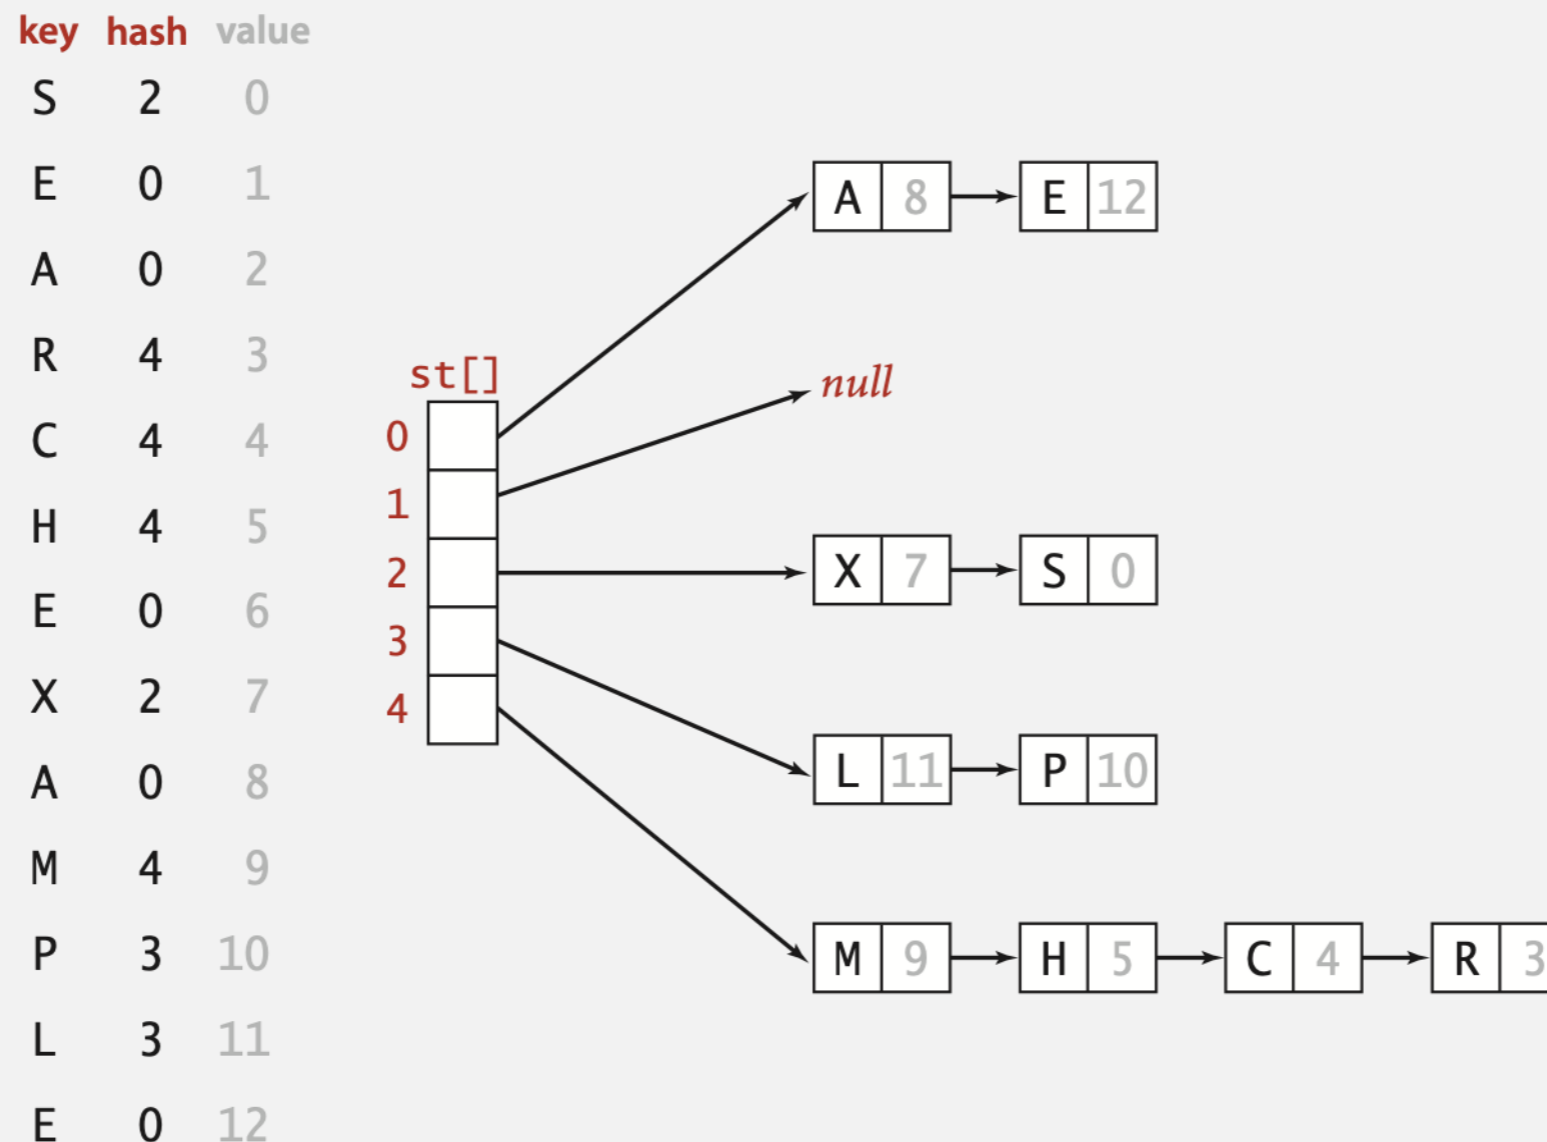 key hash value
S 2 0
E 0 1
A 0 2
R 4 3
C 4 4
H 4 5
E 0 6
X 2 7
A 0 8
M 4 9
P 3 10
L 3 11
E 0 12
st[]
0
1
2
3
4
A 8 E 12
null
X 7 S 0
L 11 P 10
M 9 H 5 C 4 R 3